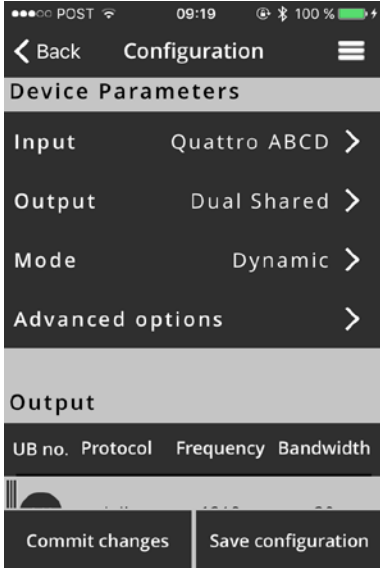 POST 09:19 100 %
Back Configuration
Device Parameters
Input Quattro ABCD
Output Dual Shared
Mode Dynamic
Advanced options
Output
UB no. Protocol Frequency Bandwidth
Commit changes Save configuration